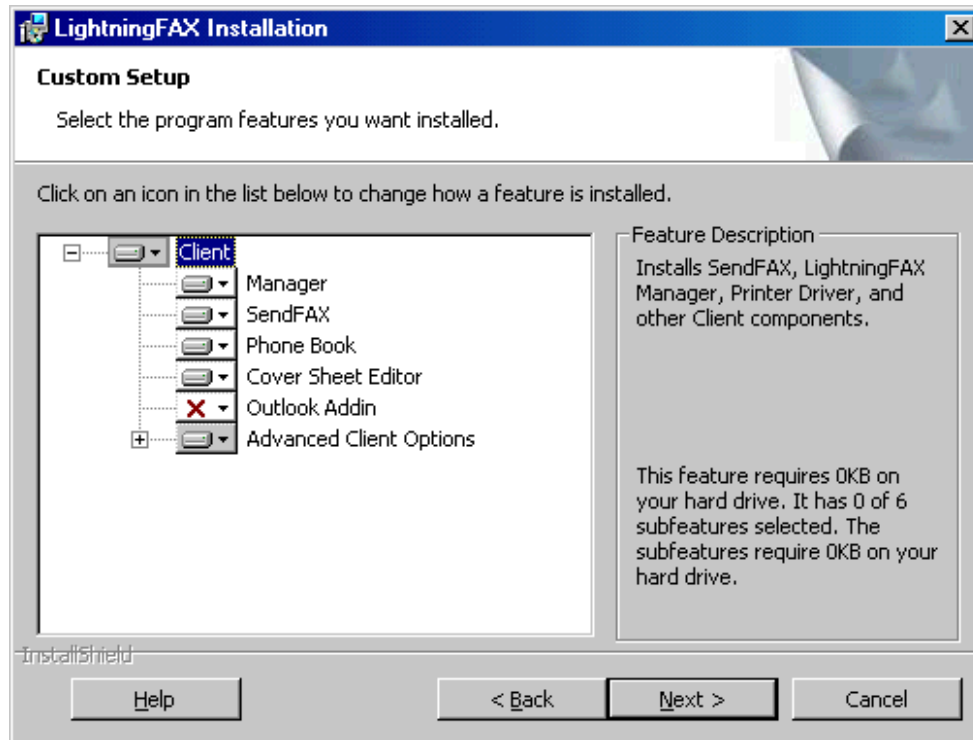 LightningFAX Installation
Custom Setup
Select the program features you want installed.
Click on an icon in the list below to change how a feature is installed.
Client
Manager
SendFAX
Phone Book
Cover Sheet Editor
Outlook Addin
Advanced Client Options
Feature Description
Installs SendFAX, LightningFAX
Manager, Printer Driver, and
other Client components.
This feature requires 0KB on
your hard drive. It has 0 of 6
subfeatures selected. The
subfeatures require 0KB on your
hard drive.
InstallShield
Help
< Back
Next >
Cancel